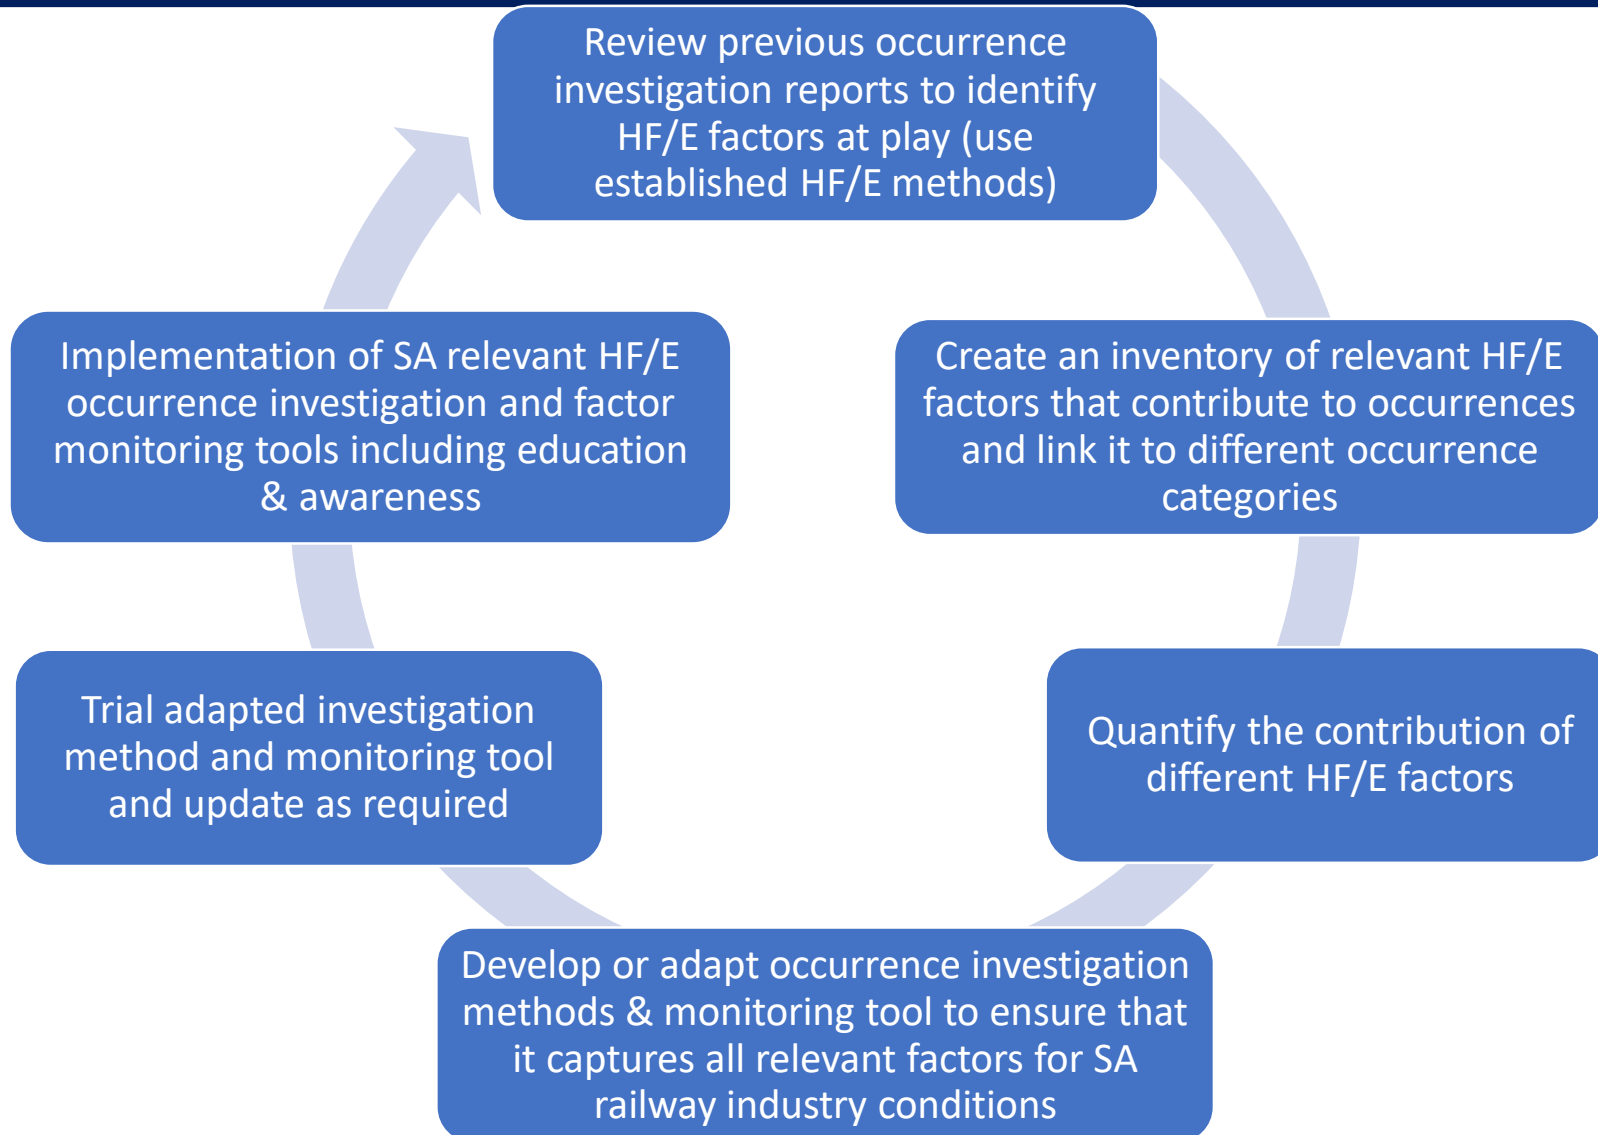 Review previous occurrence
investigation reports to identify
HF/E factors at play (use
established HF/E methods)
Create an inventory of relevant HF/E
factors that contribute to occurrences
and link it to different occurrence
categories
Quantify the contribution of
different HF/E factors
Develop or adapt occurrence investigation
methods & monitoring tool to ensure that
it captures all relevant factors for SA
railway industry conditions
Trial adapted investigation
method and monitoring tool
and update as required
Implementation of SA relevant HF/E
occurrence investigation and factor
monitoring tools including education
& awareness